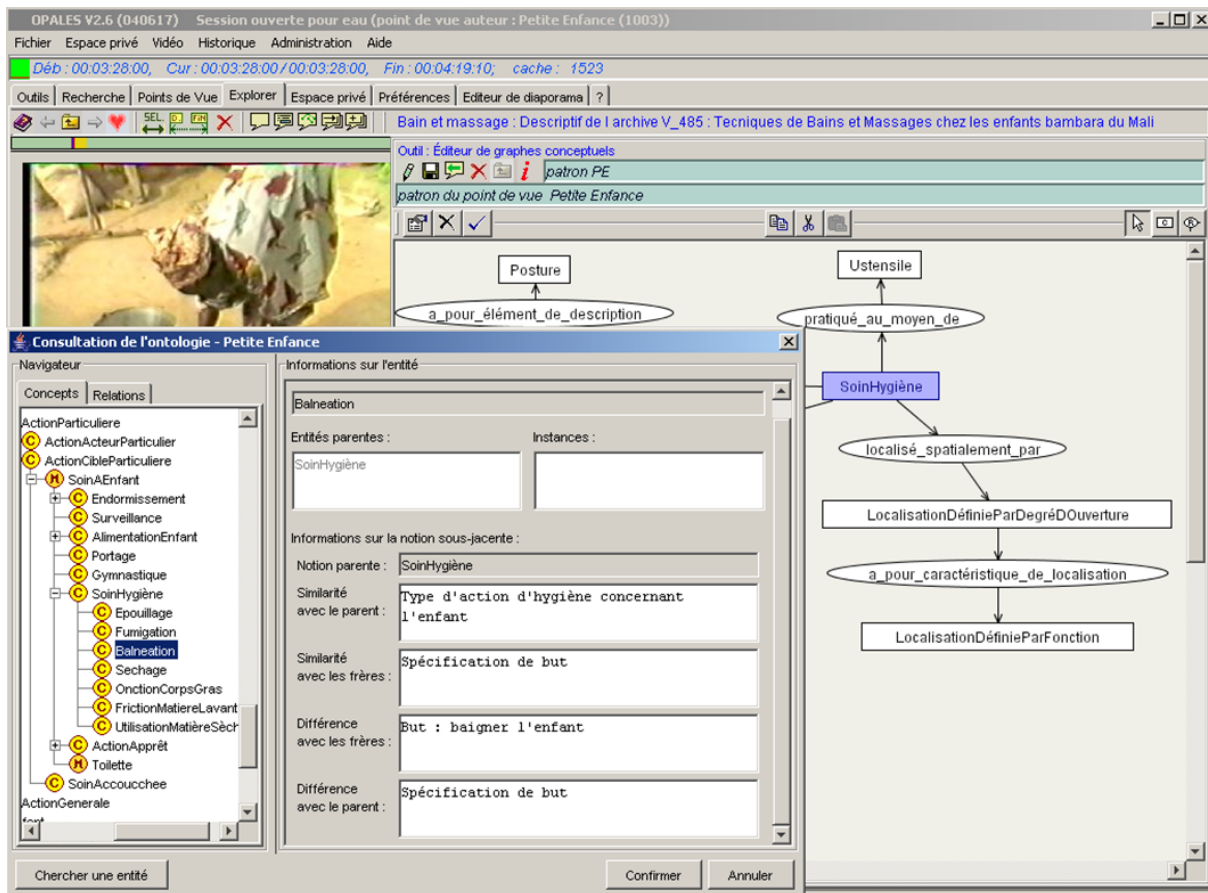 OPALES V2.6 (040617) Session ouverte pour eau (point de vue auteur : Petite Enfance (1003))
Fichier Espace privé Vidéo Historique Administration Aide
Déb : 00:03:28:00, Cur : 00:03:28:00 / 00:03:28:00, Fin : 00:04:19:10; cache : 1523
Outils Recherche Points de Vue Explorer Espace privé Préférences Editeur de diaporama ?
SEL. D. FIN Bain et massage : Descriptif de l archive V_485 : Tecniques de Bains et Massages chez les enfants bambara du Mali
Outil : Éditeur de graphes conceptuels
patron PE
patron du point de vue Petite Enfance
C R
Posture
Ustensile
a_pour_élément_de_description
pratiqué_au_moyen_de
SoinHygiène
localisé_spatialement_par
LocalisationDéfinieParDegréDOuverture
a_pour_caractéristique_de_localisation
LocalisationDéfinieParFonction
Consultation de l'ontologie - Petite Enfance
Navigateur
Concepts Relations
ActionParticuliere
C ActionActeurParticulier
C ActionCibleParticuliere
M SoinAEnfant
C Endormissement
C Surveillance
C AlimentationEnfant
C Portage
C Gymnastique
C SoinHygiène
C Epouillage
C Fumigation
C Balneation
C Sechage
C OnctionCorpsGras
C FrictionMatiereLavant
C UtilisationMatièreSèch
C ActionApprêt
M Toilette
C SoinAccoucchee
ActionGenerale
Informations sur l'entité
Balneation
Entités parentes : Instances :
SoinHygiène
Informations sur la notion sous-jacente :
Notion parente : SoinHygiène
Similarité
avec le parent :
Type d'action d'hygiène concernant
l'enfant
Similarité
avec les frères :
Spécification de but
Différence
avec les frères :
But : baigner l'enfant
Différence
avec le parent :
Spécification de but
Chercher une entité Confirmer Annuler